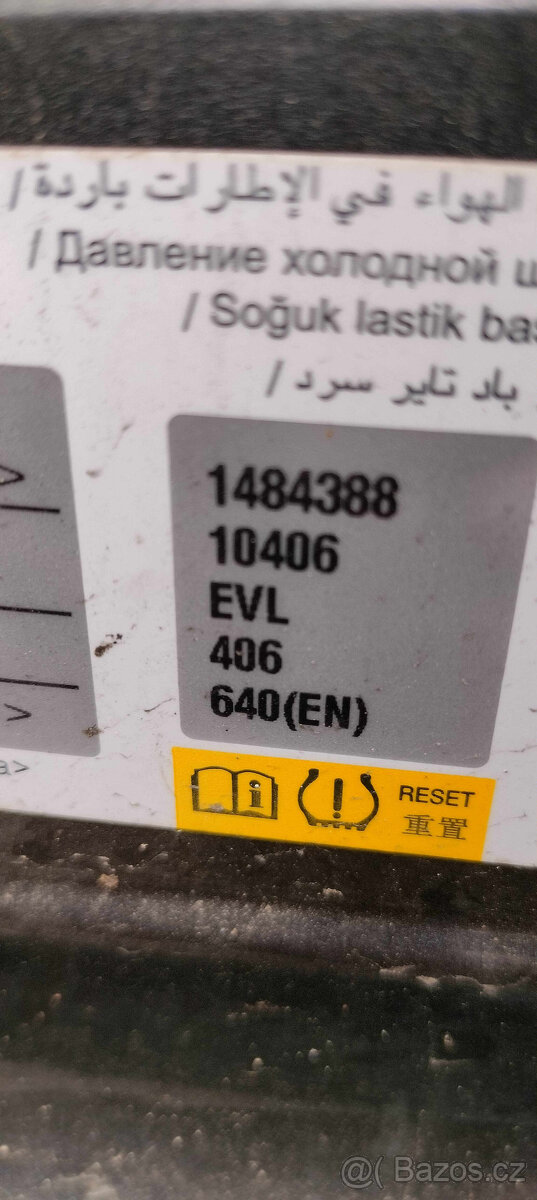 الهواء في الإطارات باردة /
/ Давление холодной
/ Soğuk lastik
باد تاير سرد /
1484388
10406
EVL
406
640(EN)
a>
RESET
重置
@( Bazos.cz